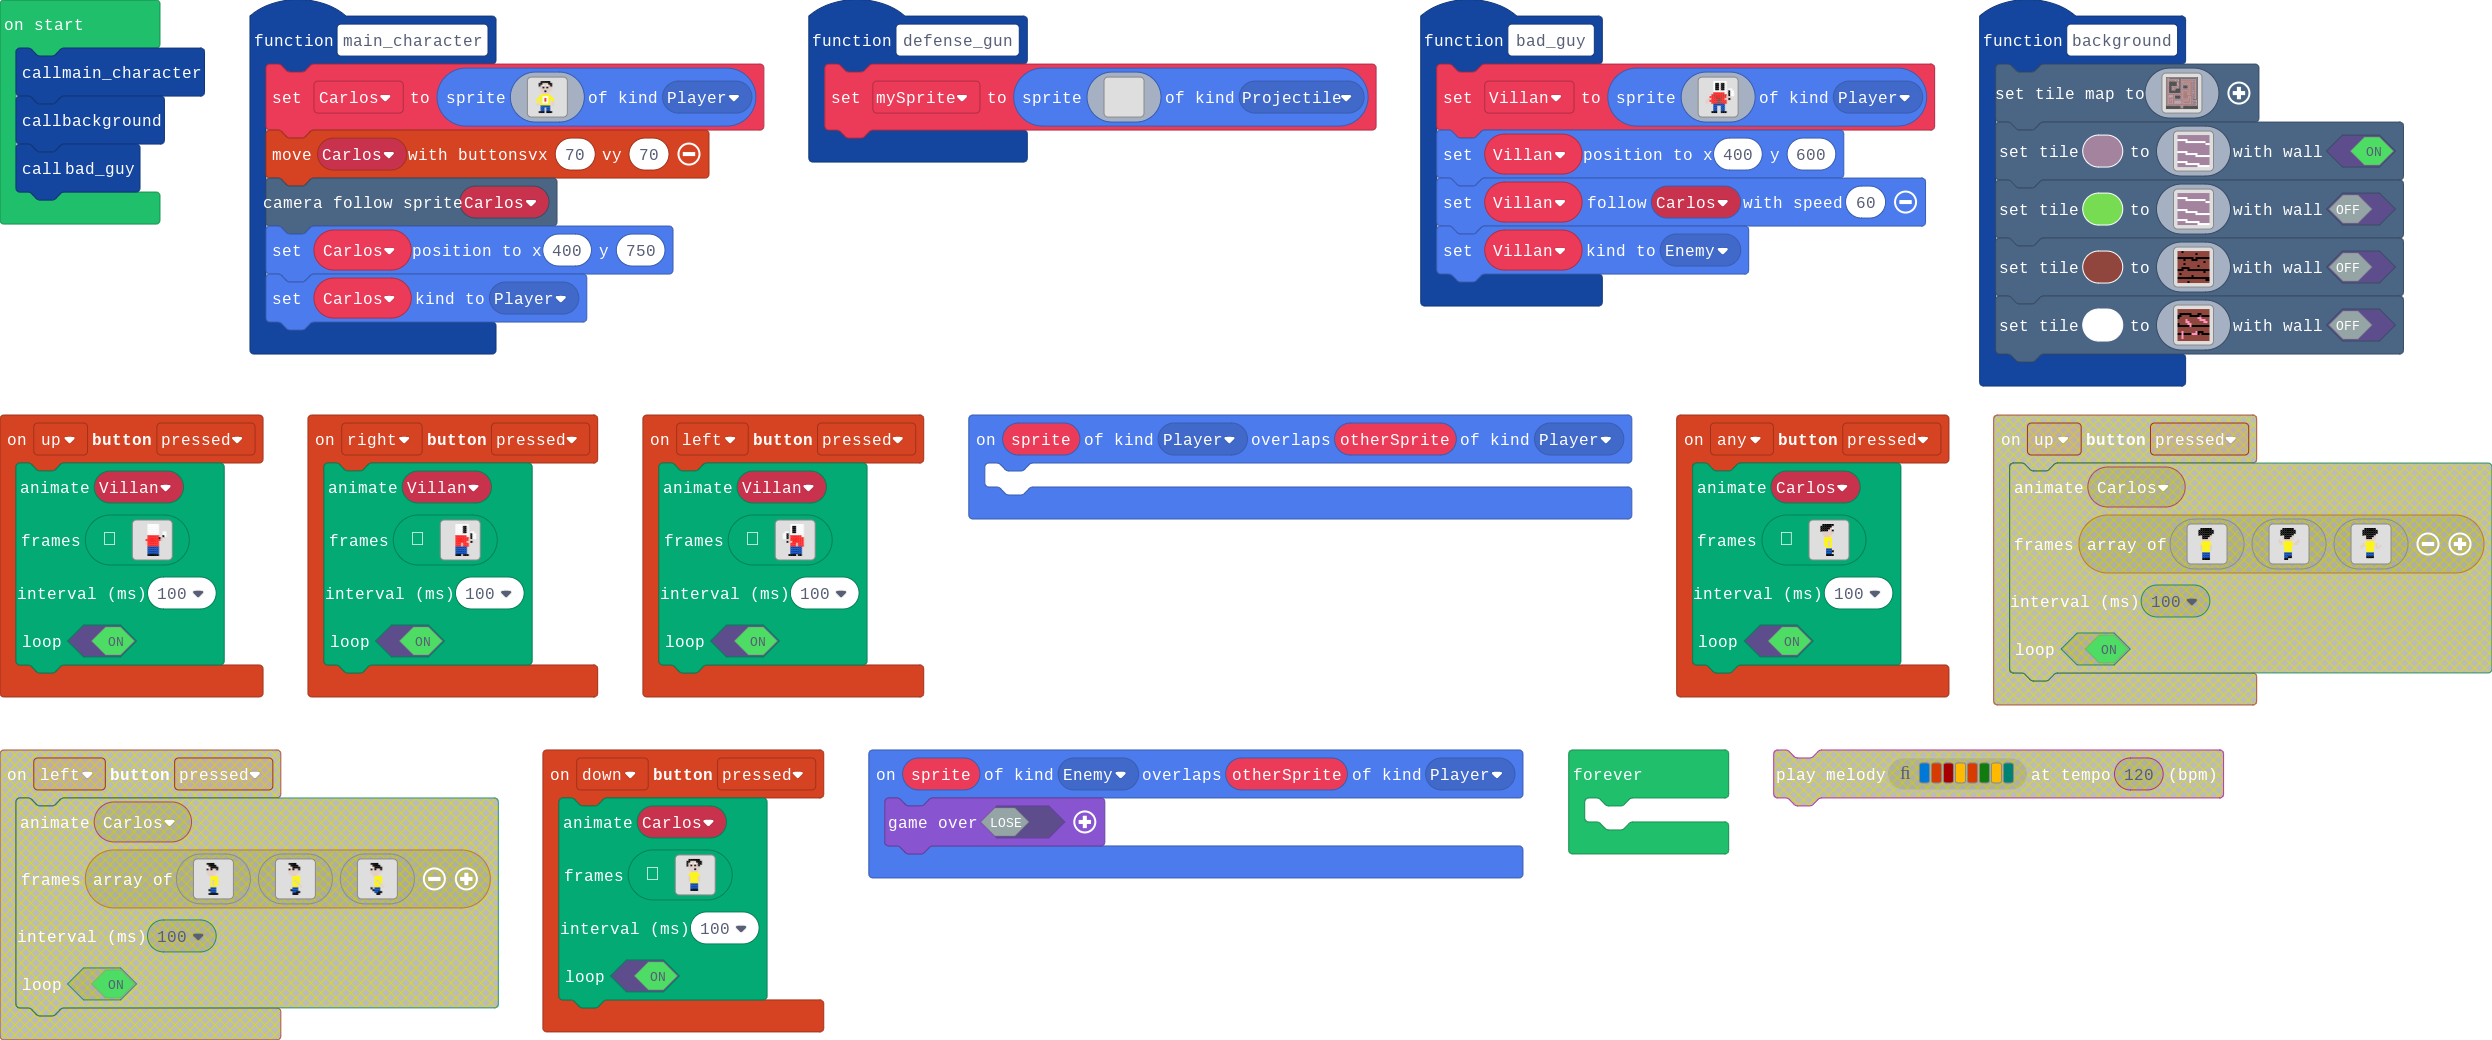 on start
callmain_character
callbackground
call bad_guy
function main_character
set Carlos to sprite of kind Player
move Carlos with buttonsvx 70 vy 70
camera follow sprite Carlos
set Carlos position to x 400 y 750
set Carlos kind to Player
function defense_gun
set mySprite to sprite of kind Projectile
function bad_guy
set Villan to sprite of kind Player
set Villan position to x 400 y 600
set Villan follow Carlos with speed 60
set Villan kind to Enemy
function background
set tile map to
set tile to with wall ON
set tile to with wall OFF
set tile to with wall OFF
set tile to with wall OFF
on up button pressed
animate Villan
frames
interval (ms) 100
loop ON
on right button pressed
animate Villan
frames
interval (ms) 100
loop ON
on left button pressed
animate Villan
frames
interval (ms) 100
loop ON
on sprite of kind Player overlaps otherSprite of kind Player
on any button pressed
animate Carlos
frames
interval (ms) 100
loop ON
on up button pressed
animate Carlos
frames array of
interval (ms) 100
loop ON
on left button pressed
animate Carlos
frames array of
interval (ms) 100
loop ON
on down button pressed
animate Carlos
frames
interval (ms) 100
loop ON
on sprite of kind Enemy overlaps otherSprite of kind Player
game over LOSE
forever
play melody at tempo 120 (bpm)